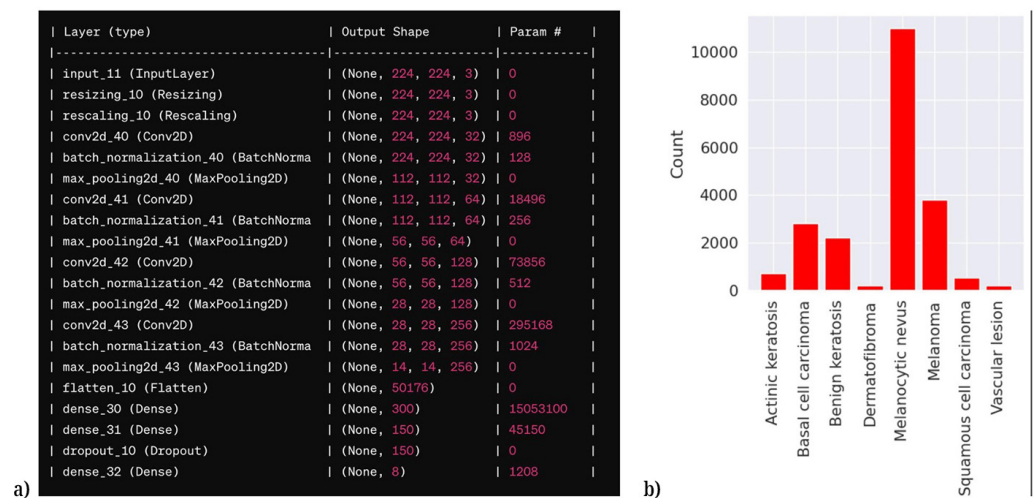 | Layer (type) | Output Shape | Param # |
|-----------------------------------|----------------------|------------|
| input_11 (InputLayer) | (None, 224, 224, 3) | 0 |
| resizing_10 (Resizing) | (None, 224, 224, 3) | 0 |
| rescaling_10 (Rescaling) | (None, 224, 224, 3) | 0 |
| conv2d_40 (Conv2D) | (None, 224, 224, 32) | 896 |
| batch_normalization_40 (BatchNorma | (None, 224, 224, 32) | 128 |
| max_pooling2d_40 (MaxPooling2D) | (None, 112, 112, 32) | 0 |
| conv2d_41 (Conv2D) | (None, 112, 112, 64) | 18496 |
| batch_normalization_41 (BatchNorma | (None, 112, 112, 64) | 256 |
| max_pooling2d_41 (MaxPooling2D) | (None, 56, 56, 64) | 0 |
| conv2d_42 (Conv2D) | (None, 56, 56, 128) | 73856 |
| batch_normalization_42 (BatchNorma | (None, 56, 56, 128) | 512 |
| max_pooling2d_42 (MaxPooling2D) | (None, 28, 28, 128) | 0 |
| conv2d_43 (Conv2D) | (None, 28, 28, 256) | 295168 |
| batch_normalization_43 (BatchNorma | (None, 28, 28, 256) | 1024 |
| max_pooling2d_43 (MaxPooling2D) | (None, 14, 14, 256) | 0 |
| flatten_10 (Flatten) | (None, 50176) | 0 |
| dense_30 (Dense) | (None, 300) | 15053100 |
| dense_31 (Dense) | (None, 150) | 45150 |
| dropout_10 (Dropout) | (None, 150) | 0 |
| dense_32 (Dense) | (None, 8) | 1208 |
a)
Count
10000
8000
6000
4000
2000
0
Actinic keratosis
Basal cell carcinoma
Benign keratosis
Dermatofibroma
Melanocytic nevus
Melanoma
Squamous cell carcinoma
Vascular lesion
b)